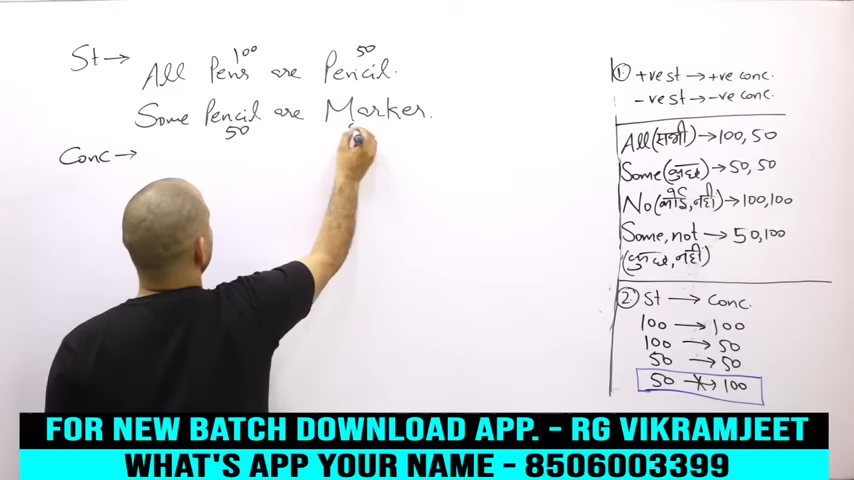 St → All Pens are Pencil.
100 50
Some Pencil are Marker.
50
Conc →
① +ve st → +ve conc.
-ve st → -ve conc.
All (सभी) → 100, 50
Some (कुछ) → 50, 50
No (कोई, नहीं) → 100, 100
Some, not → 50, 100
(कुछ, नहीं)
② St → Conc.
100 → 100
100 → 50
50 → 50
50 → 100
FOR NEW BATCH DOWNLOAD APP. - RG VIKRAMJEET
WHAT'S APP YOUR NAME - 8506003399